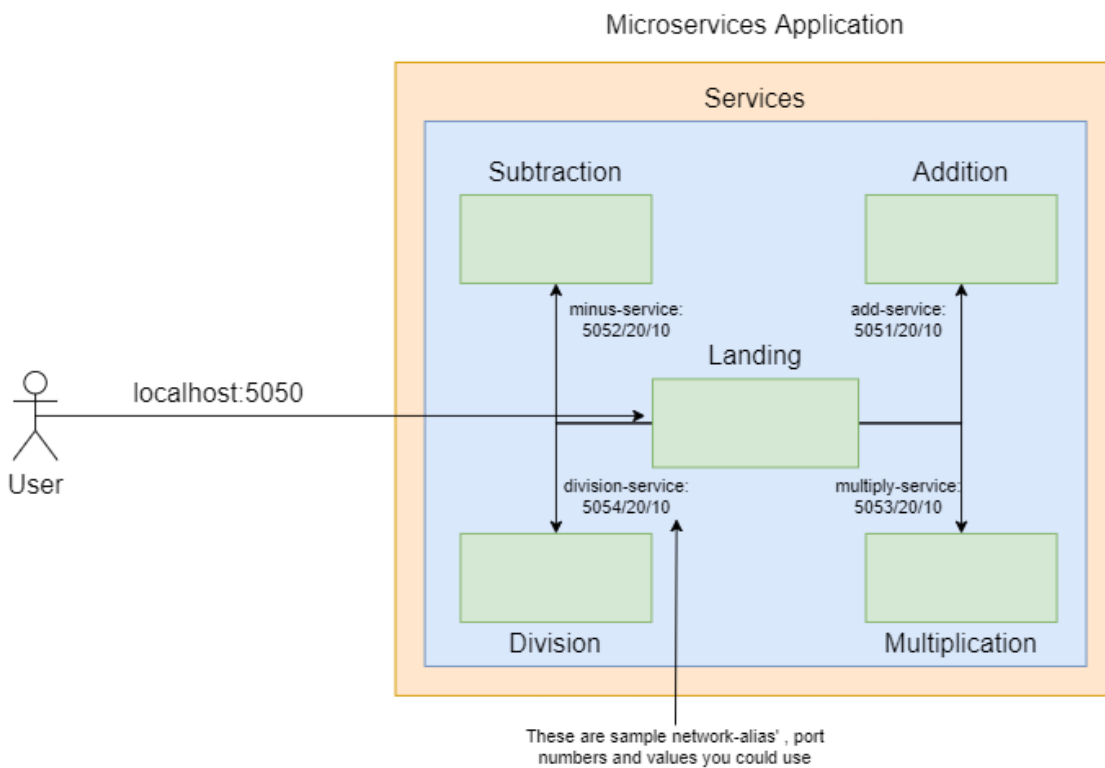 Microservices Application
Services
Subtraction
Addition
minus-service:
5052/20/10
add-service:
5051/20/10
Landing
localhost:5050
User
division-service:
5054/20/10
multiply-service:
5053/20/10
Division
Multiplication
These are sample network-alias' , port
numbers and values you could use